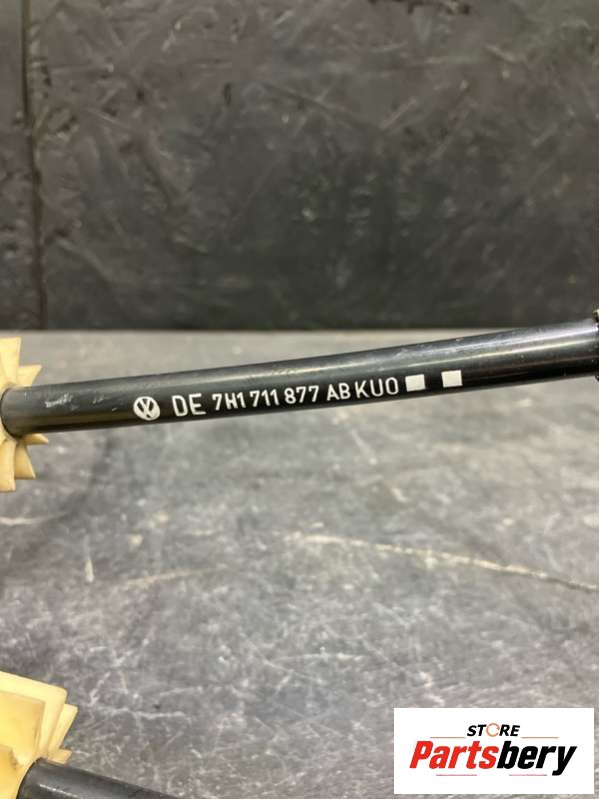 DE 7H1 711 877 AB KUO
STORE
Partsbery